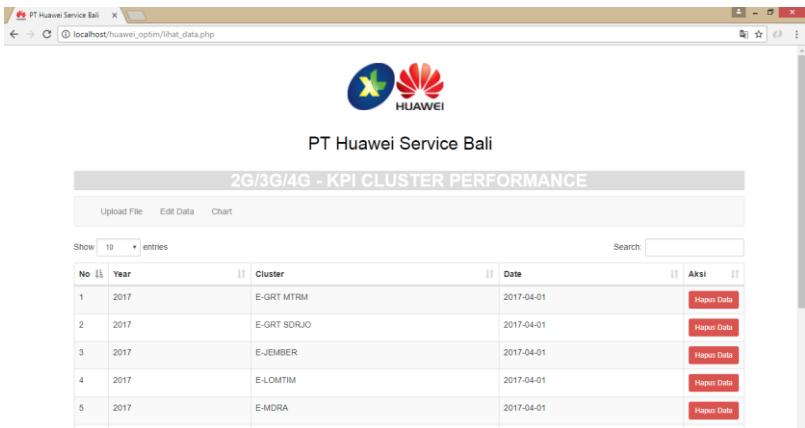 PT Huawei Service Bali
localhost/huawei_optim/lihat_data.php
XL
HUAWEI
PT Huawei Service Bali
2G/3G/4G - KPI CLUSTER PERFORMANCE
Upload File Edit Data Chart
Show 10 entries Search:
No Year Cluster Date Aksi
1 2017 E-GRT MTRM 2017-04-01 Hapus Data
2 2017 E-GRT SDRJO 2017-04-01 Hapus Data
3 2017 E-JEMBER 2017-04-01 Hapus Data
4 2017 E-LOMTIM 2017-04-01 Hapus Data
5 2017 E-MDRA 2017-04-01 Hapus Data